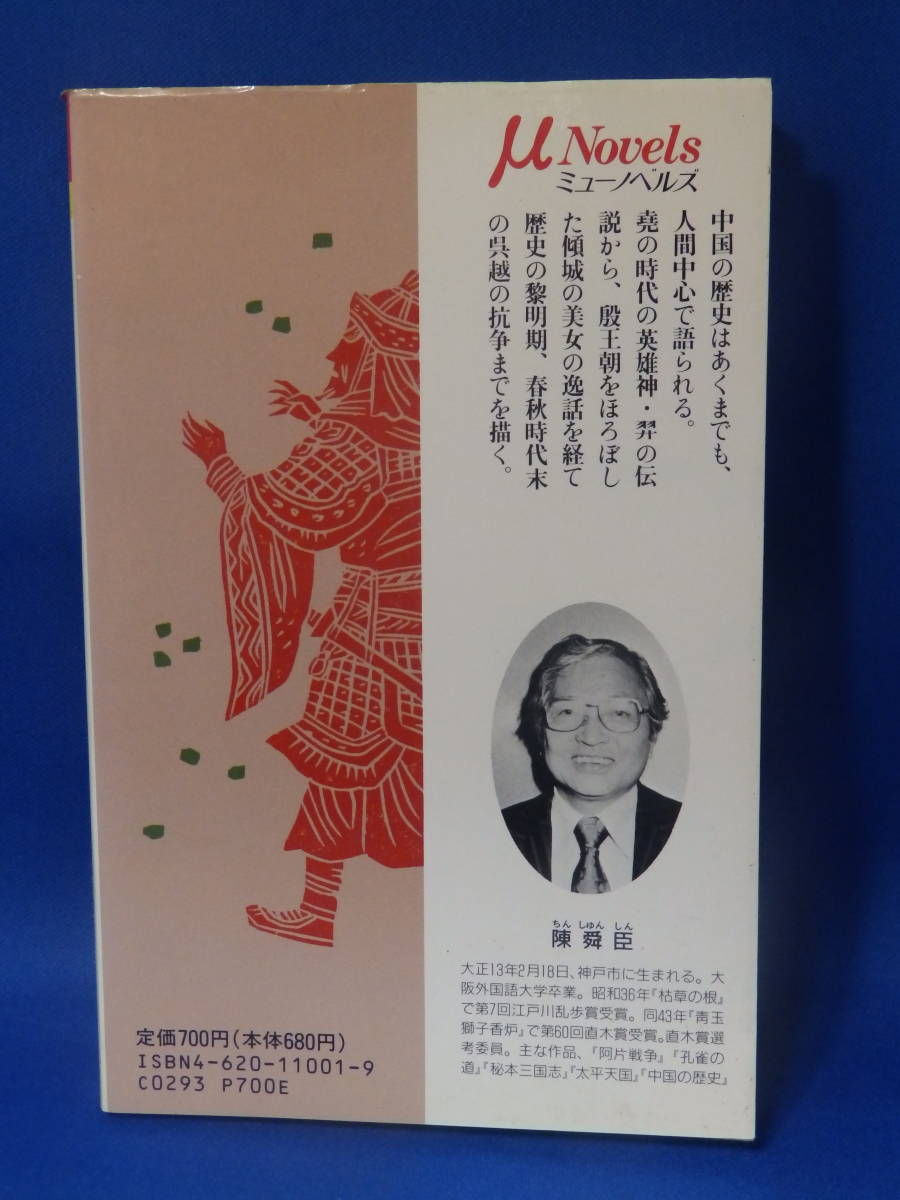 μ Novels
ミューノベルズ
中国の歴史はあくまでも、
人間中心で語られる。
堯の時代の英雄神・羿の伝
説から、殷王朝をほろぼし
た傾城の美女の逸話を経て
歴史の黎明期、春秋時代末
の呉越の抗争までを描く。
ちん しゅん しん
陳 舜 臣
大正13年2月18日、神戸市に生まれる。大
阪外国語大学卒業。昭和36年『枯草の根』
で第7回江戸川乱歩賞受賞。同43年『青玉
獅子香炉』で第60回直木賞受賞。直木賞選
考委員。主な作品、『阿片戦争』『孔雀の
道』『秘本三国志』『太平天国』『中国の歴史』
定価700円(本体680円)
ISBN4-620-11001-9
C0293 P700E